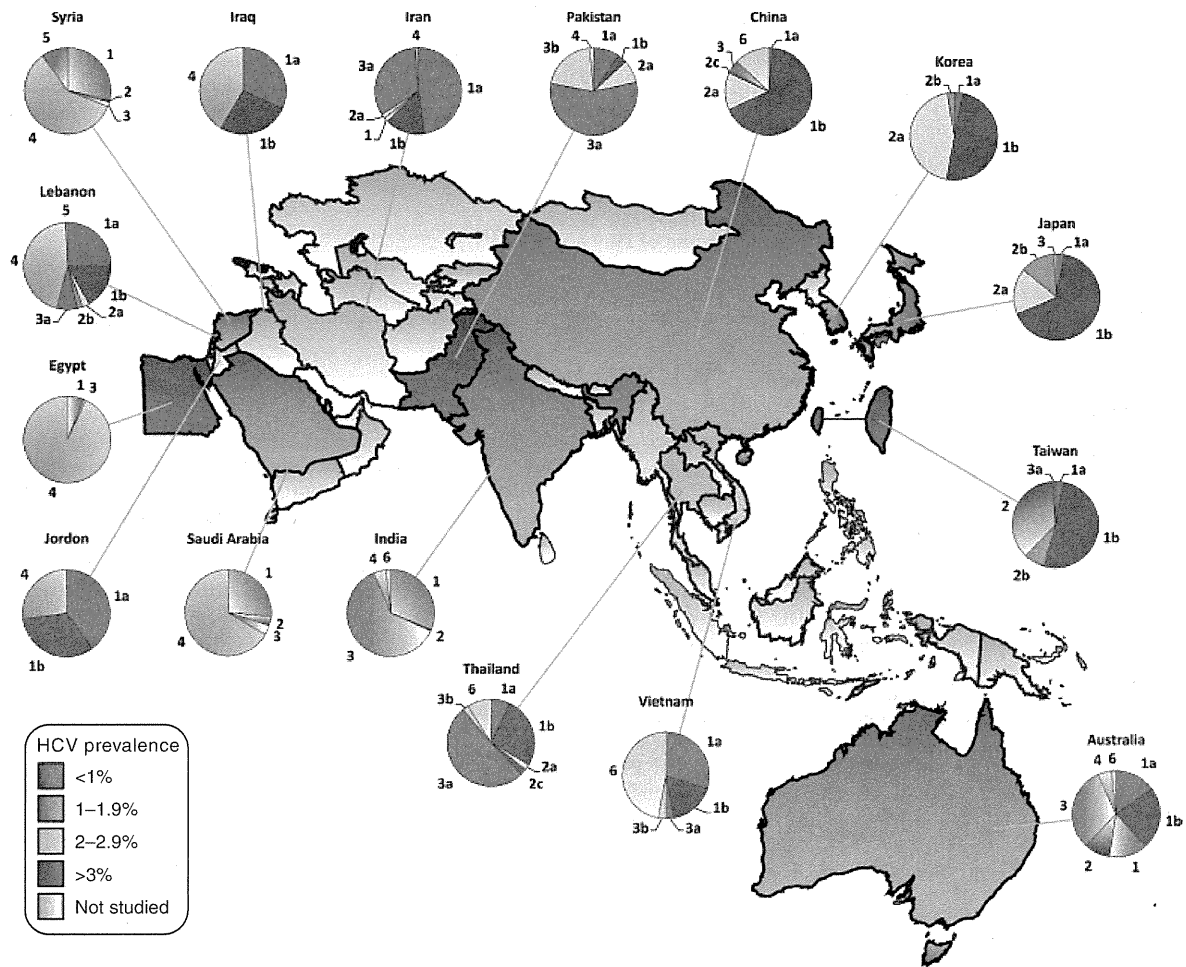 Syria
5
1
2
3
4
Iraq
4
1a
1b
Iran
4
3a
1a
2a
1
1b
Pakistan
4
1a
1b
3b
2a
3a
China
6
1a
3
2c
2a
1b
Korea
2b
1a
2a
1b
Lebanon
5
1a
4
1b
2a
2b
3a
Japan
3
1a
2b
2a
1b
Egypt
1
3
4
Taiwan
3a
1a
2
1b
2b
Jordon
4
1a
1b
Saudi Arabia
1
2
3
4
India
4
6
1
2
3
Thailand
6
1a
3b
1b
2a
2c
3a
Vietnam
1a
6
1b
3b
3a
Australia
4
6
1a
3
1b
2
1
HCV prevalence
<1%
1–1.9%
2–2.9%
>3%
Not studied